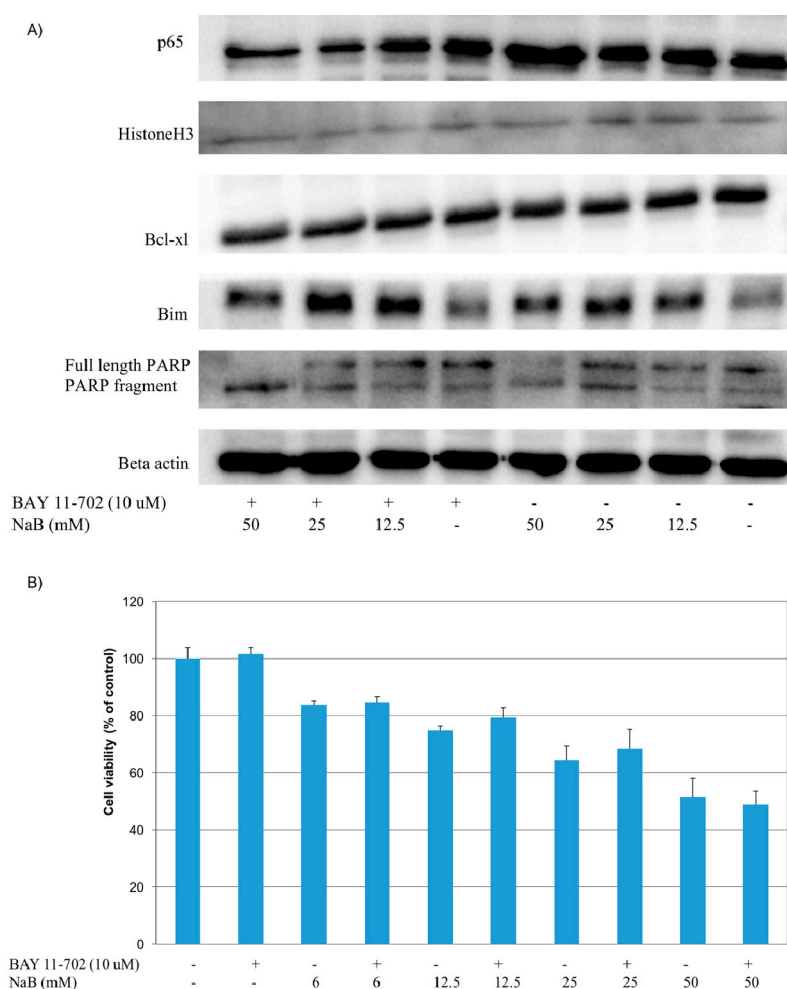 A)
p65
HistoneH3
Bcl-xl
Bim
Full length PARP
PARP fragment
Beta actin
BAY 11-702 (10 uM) + + + + - - - -
NaB (mM) 50 25 12.5 - 50 25 12.5 -
B)
120
100
80
60
40
20
0
Cell viability (% of control)
BAY 11-702 (10 uM) - + - + - + - + - +
NaB (mM) - - 6 6 12.5 12.5 25 25 50 50